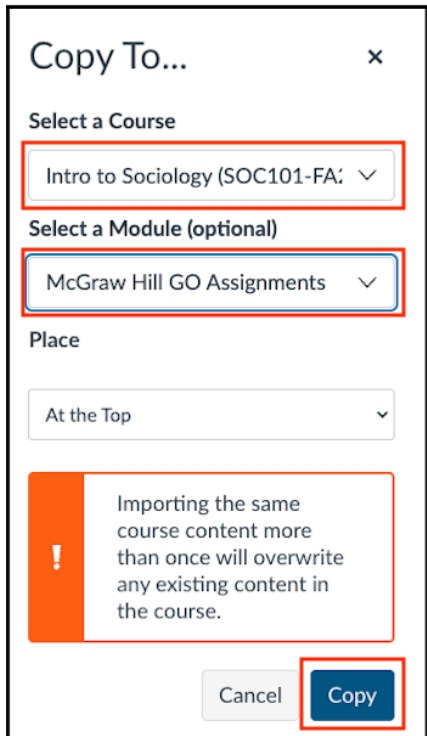 Copy To...
Select a Course
Intro to Sociology (SOC101-FA
Select a Module (optional)
McGraw Hill GO Assignments
Place
At the Top
!
Importing the same
course content more
than once will overwrite
any existing content in
the course.
Cancel
Copy